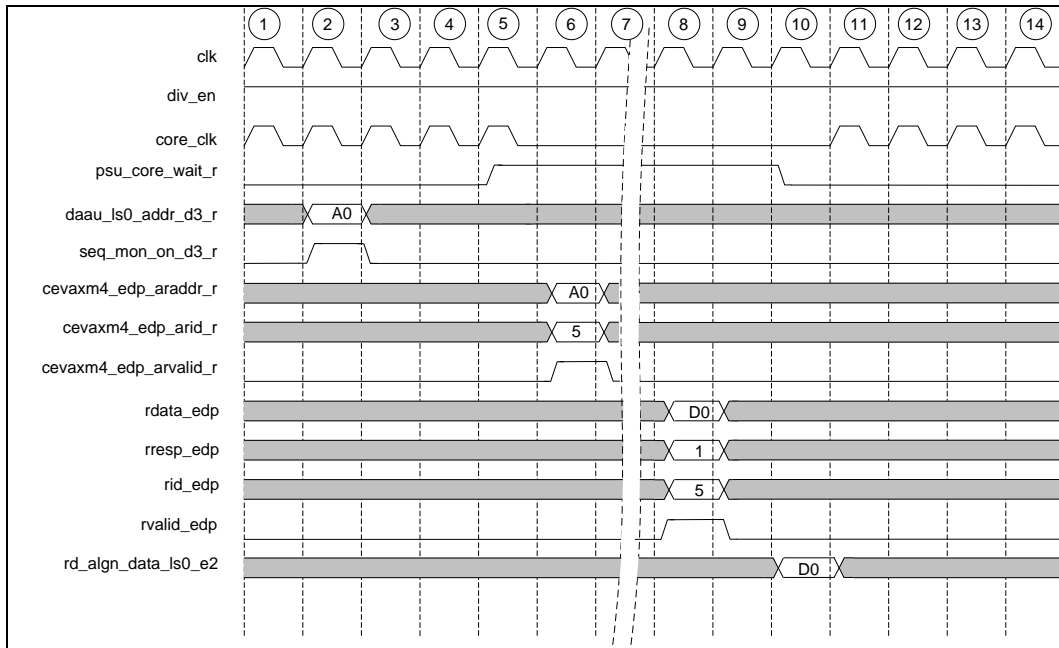 1 2 3 4 5 6 7 8 9 10 11 12 13 14
clk
div_en
core_clk
psu_core_wait_r
daau_ls0_addr_d3_r A0
seq_mon_on_d3_r
cevaxm4_edp_araddr_r A0
cevaxm4_edp_arid_r 5
cevaxm4_edp_arvalid_r
rdata_edp D0
rresp_edp 1
rid_edp 5
rvalid_edp
rd_algn_data_ls0_e2 D0